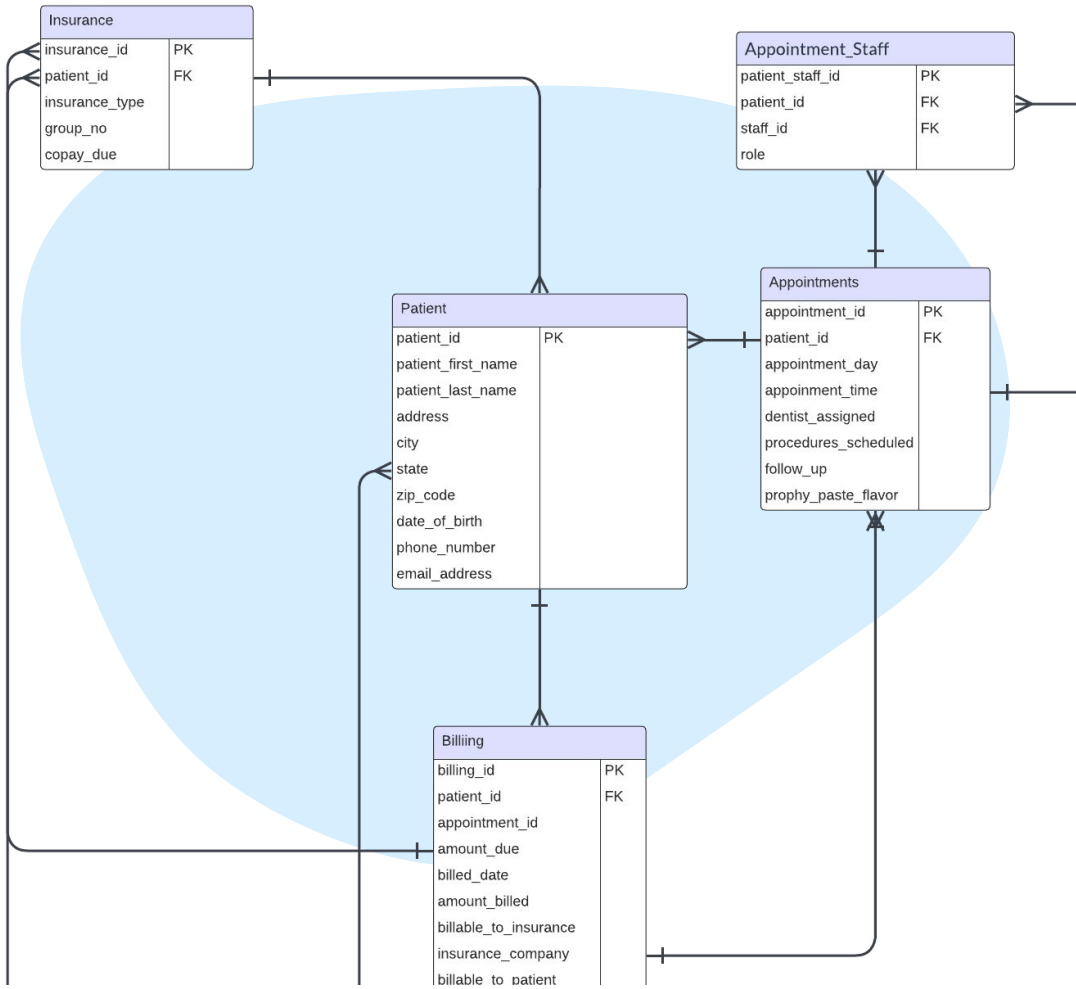 Insurance
insurance_id PK
patient_id FK
insurance_type
group_no
copay_due
Appointment_Staff
patient_staff_id PK
patient_id FK
staff_id FK
role
Patient
patient_id PK
patient_first_name
patient_last_name
address
city
state
zip_code
date_of_birth
phone_number
email_address
Appointments
appointment_id PK
patient_id FK
appointment_day
appoinment_time
dentist_assigned
procedures_scheduled
follow_up
prophy_paste_flavor
Billiing
billing_id PK
patient_id FK
appointment_id
amount_due
billed_date
amount_billed
billable_to_insurance
insurance_company
billable_to_patient